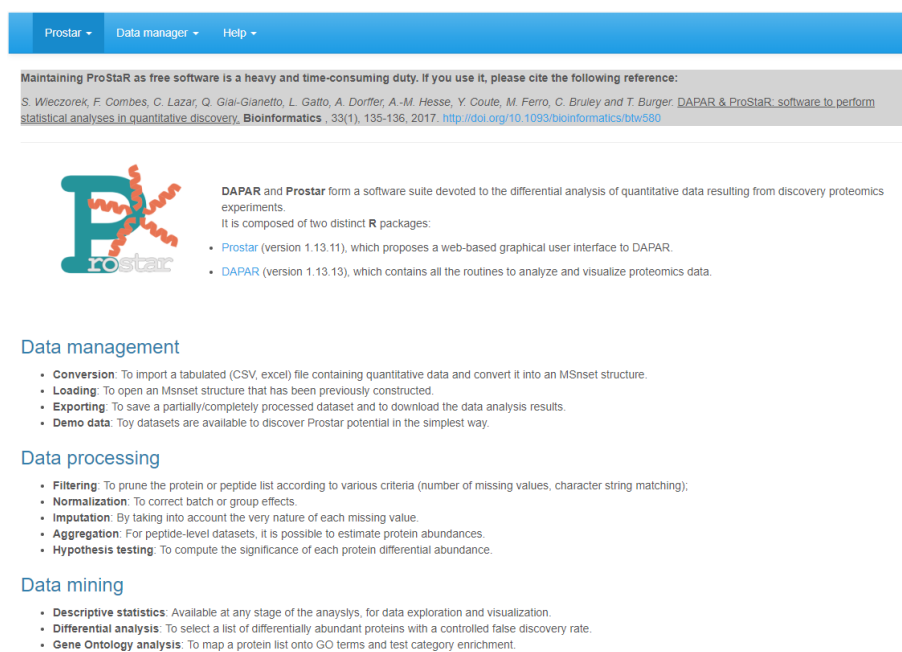 Prostar Data manager Help
Maintaining ProStaR as free software is a heavy and time-consuming duty. If you use it, please cite the following reference:
S. Wieczorek, F. Combes, C. Lazar, Q. Giai-Gianetto, L. Gatto, A. Dorffer, A.-M. Hesse, Y. Coute, M. Ferro, C. Bruley and T. Burger. DAPAR & ProStaR: software to perform
statistical analyses in quantitative discovery. Bioinformatics , 33(1), 135-136, 2017. http://doi.org/10.1093/bioinformatics/btw580
Prostar
DAPAR and Prostar form a software suite devoted to the differential analysis of quantitative data resulting from discovery proteomics
experiments.
It is composed of two distinct R packages:
• Prostar (version 1.13.11), which proposes a web-based graphical user interface to DAPAR.
• DAPAR (version 1.13.13), which contains all the routines to analyze and visualize proteomics data.
Data management
• Conversion: To import a tabulated (CSV, excel) file containing quantitative data and convert it into an MSnset structure.
• Loading: To open an Msnset structure that has been previously constructed.
• Exporting: To save a partially/completely processed dataset and to download the data analysis results.
• Demo data: Toy datasets are available to discover Prostar potential in the simplest way.
Data processing
• Filtering: To prune the protein or peptide list according to various criteria (number of missing values, character string matching);
• Normalization: To correct batch or group effects.
• Imputation: By taking into account the very nature of each missing value.
• Aggregation: For peptide-level datasets, it is possible to estimate protein abundances.
• Hypothesis testing: To compute the significance of each protein differential abundance.
Data mining
• Descriptive statistics: Available at any stage of the anayslys, for data exploration and visualization.
• Differential analysis: To select a list of differentially abundant proteins with a controlled false discovery rate.
• Gene Ontology analysis: To map a protein list onto GO terms and test category enrichment.